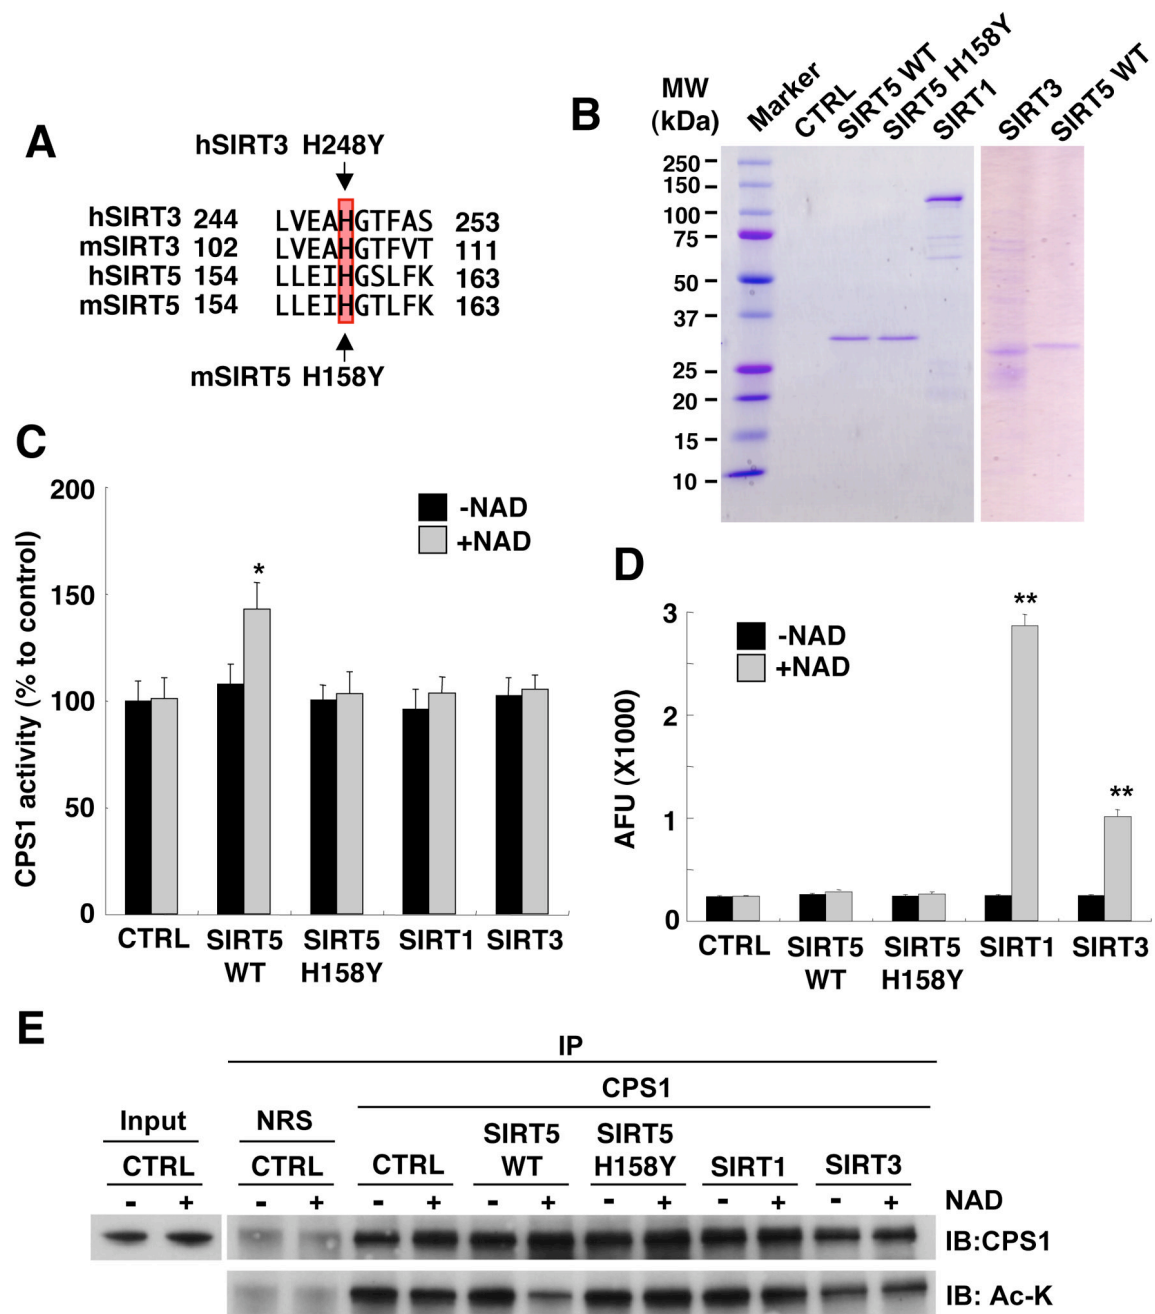 A
hSIRT3 H248Y
hSIRT3 244 LVEAHGTFAS 253
mSIRT3 102 LVEAHGTFVT 111
hSIRT5 154 LLEIHGSLFK 163
mSIRT5 154 LLEIHGTLFK 163
mSIRT5 H158Y
B
MW
(kDa)
Marker
CTRL
SIRT5 WT
SIRT5 H158Y
SIRT1
SIRT3
SIRT5 WT
250
150
100
75
50
37
25
20
15
10
C
CPS1 activity (% to control)
200
150
100
50
0
-NAD
+NAD
*
CTRL SIRT5 SIRT5 SIRT1 SIRT3
WT H158Y
D
AFU (X1000)
3
2
1
0
-NAD
+NAD
**
**
CTRL SIRT5 SIRT5 SIRT1 SIRT3
WT H158Y
E
IP
CPS1
Input NRS SIRT5 SIRT5
CTRL CTRL CTRL WT H158Y SIRT1 SIRT3
- + - + - + - + - + - + - + NAD
IB:CPS1
IB: Ac-K